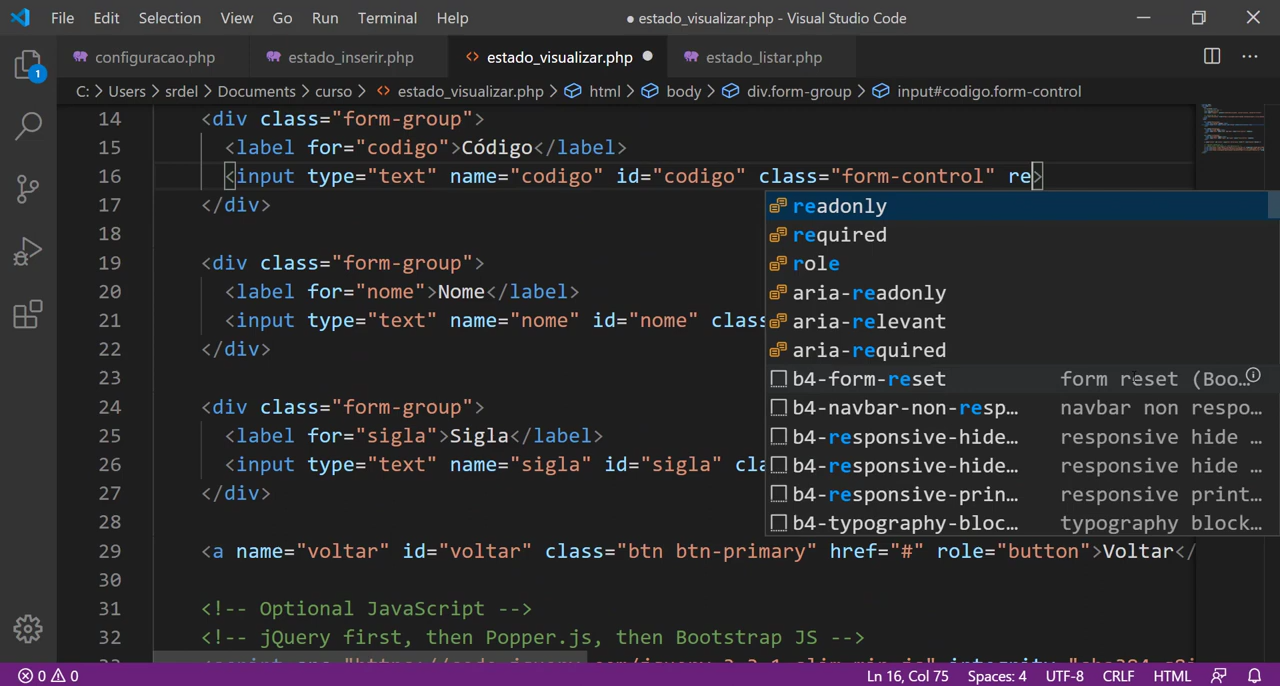 File Edit Selection View Go Run Terminal Help ● estado_visualizar.php - Visual Studio Code
configuracao.php estado_inserir.php <> estado_visualizar.php ● estado_listar.php ...
1
C: > Users > srdel > Documents > curso > <> estado_visualizar.php > html > body > div.form-group > input#codigo.form-control
14 <div class="form-group">
15 <label for="codigo">Código</label>
16 <input type="text" name="codigo" id="codigo" class="form-control" re>
17 </div>
readonly
18
required
19 <div class="form-group">
role
20 <label for="nome">Nome</label>
aria-readonly
21 <input type="text" name="nome" id="nome" class
aria-relevant
22 </div>
aria-required
23
b4-form-reset form reset (Boo...
24 <div class="form-group">
b4-navbar-non-resp... navbar non respo...
25 <label for="sigla">Sigla</label>
b4-responsive-hide... responsive hide ...
26 <input type="text" name="sigla" id="sigla" cla
b4-responsive-hide... responsive hide ...
27 </div>
b4-responsive-prin... responsive print...
28
b4-typography-bloc... typography block...
29 <a name="voltar" id="voltar" class="btn btn-primary" href="#" role="button">Voltar</
30
31 <!-- Optional JavaScript -->
32 <!-- jQuery first, then Popper.js, then Bootstrap JS -->
0 0 Ln 16, Col 75 Spaces: 4 UTF-8 CRLF HTML